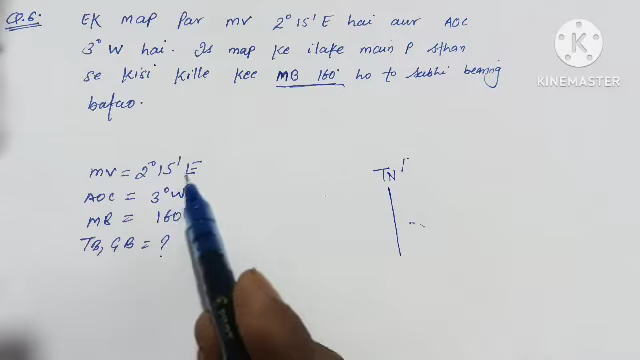 Q.6: EK map Par MV 2° 15' E hai aur AOC
3° W hai. Is map ke ilake main P sthan
se kisi kille kee MB 160° ho to sabhi bearing
batao.
MV = 2° 15' E
AOC = 3° W
MB = 160
TB, GB = ?
TN
KINEMASTER